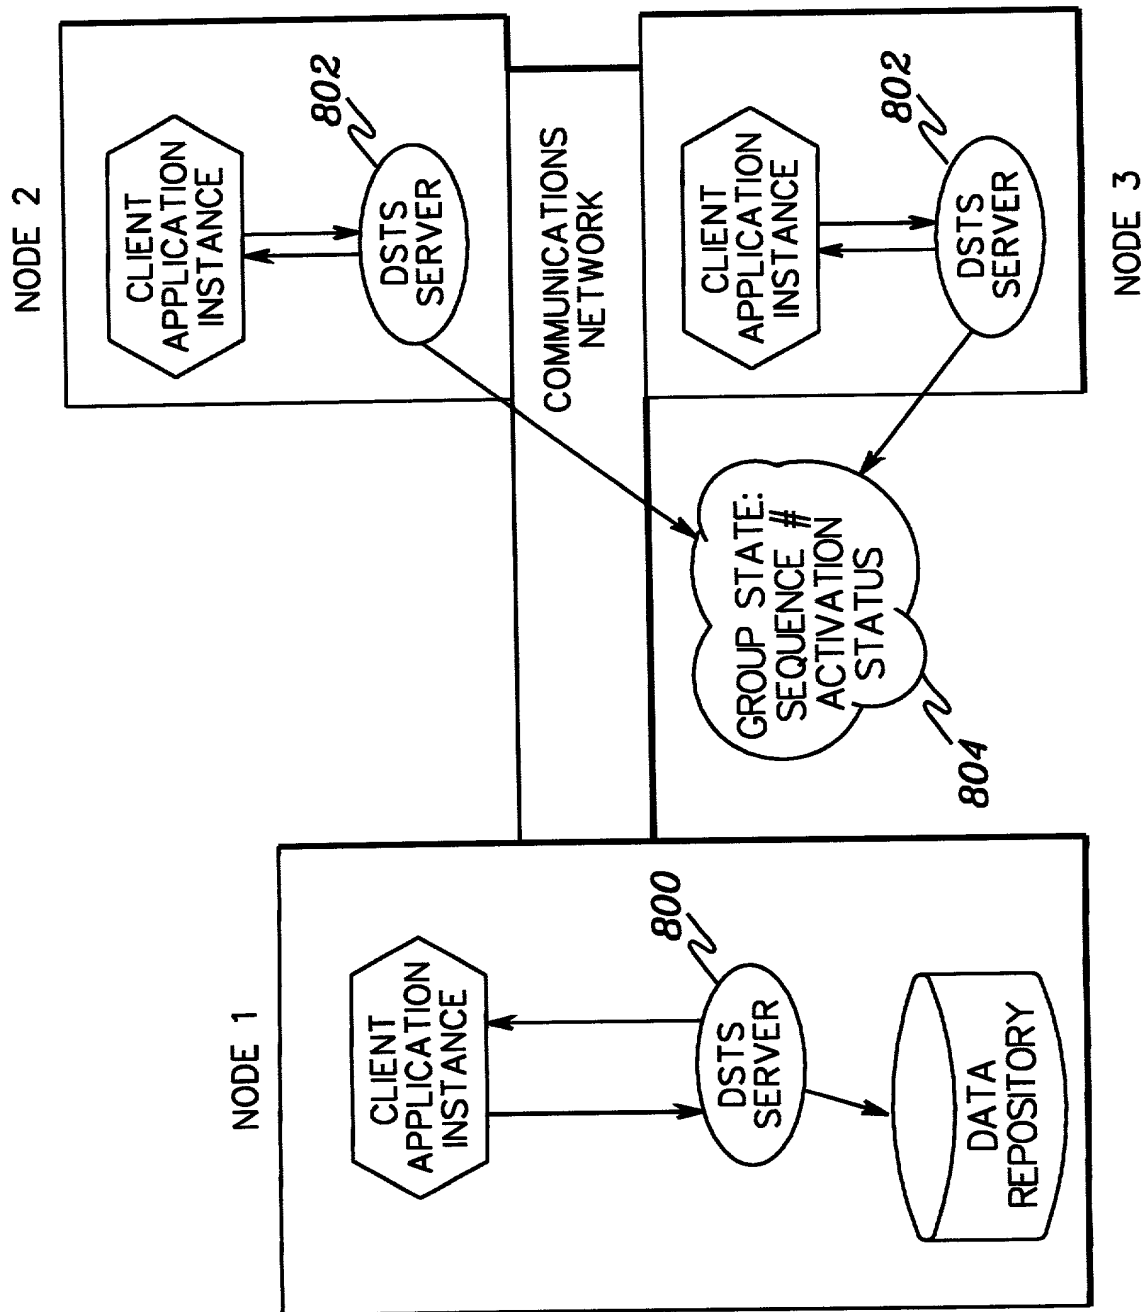 NODE 1
CLIENT
APPLICATION
INSTANCE
800
DSTS
SERVER
DATA
REPOSITORY
NODE 2
CLIENT
APPLICATION
INSTANCE
802
DSTS
SERVER
COMMUNICATIONS
NETWORK
GROUP STATE:
SEQUENCE #
ACTIVATION
STATUS
804
CLIENT
APPLICATION
INSTANCE
802
DSTS
SERVER
NODE 3